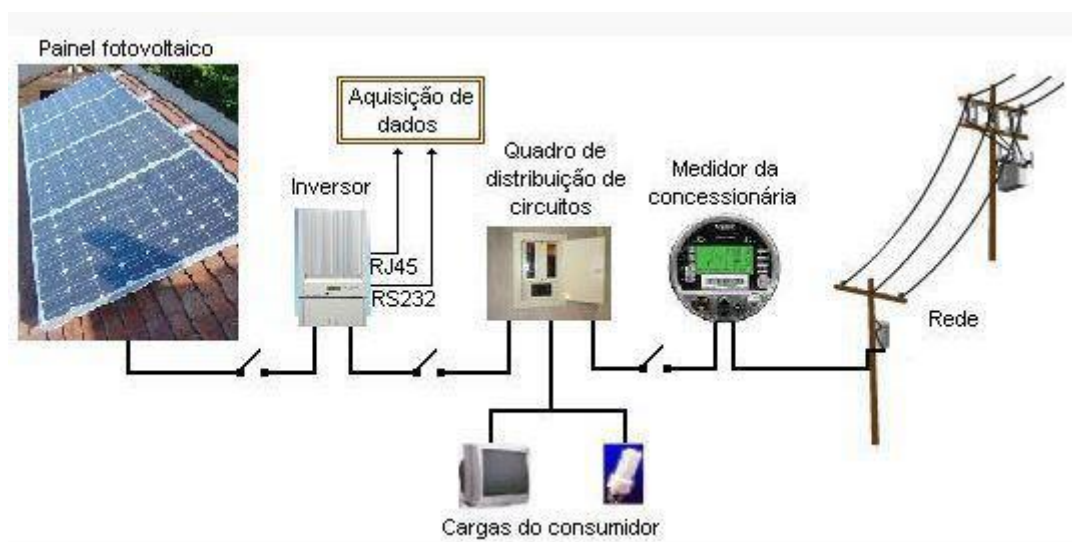 Painel fotovoltaico
Aquisição de
dados
Inversor
RJ45
RS232
Quadro de
distribuição de
circuitos
Medidor da
concessionária
Rede
Cargas do consumidor